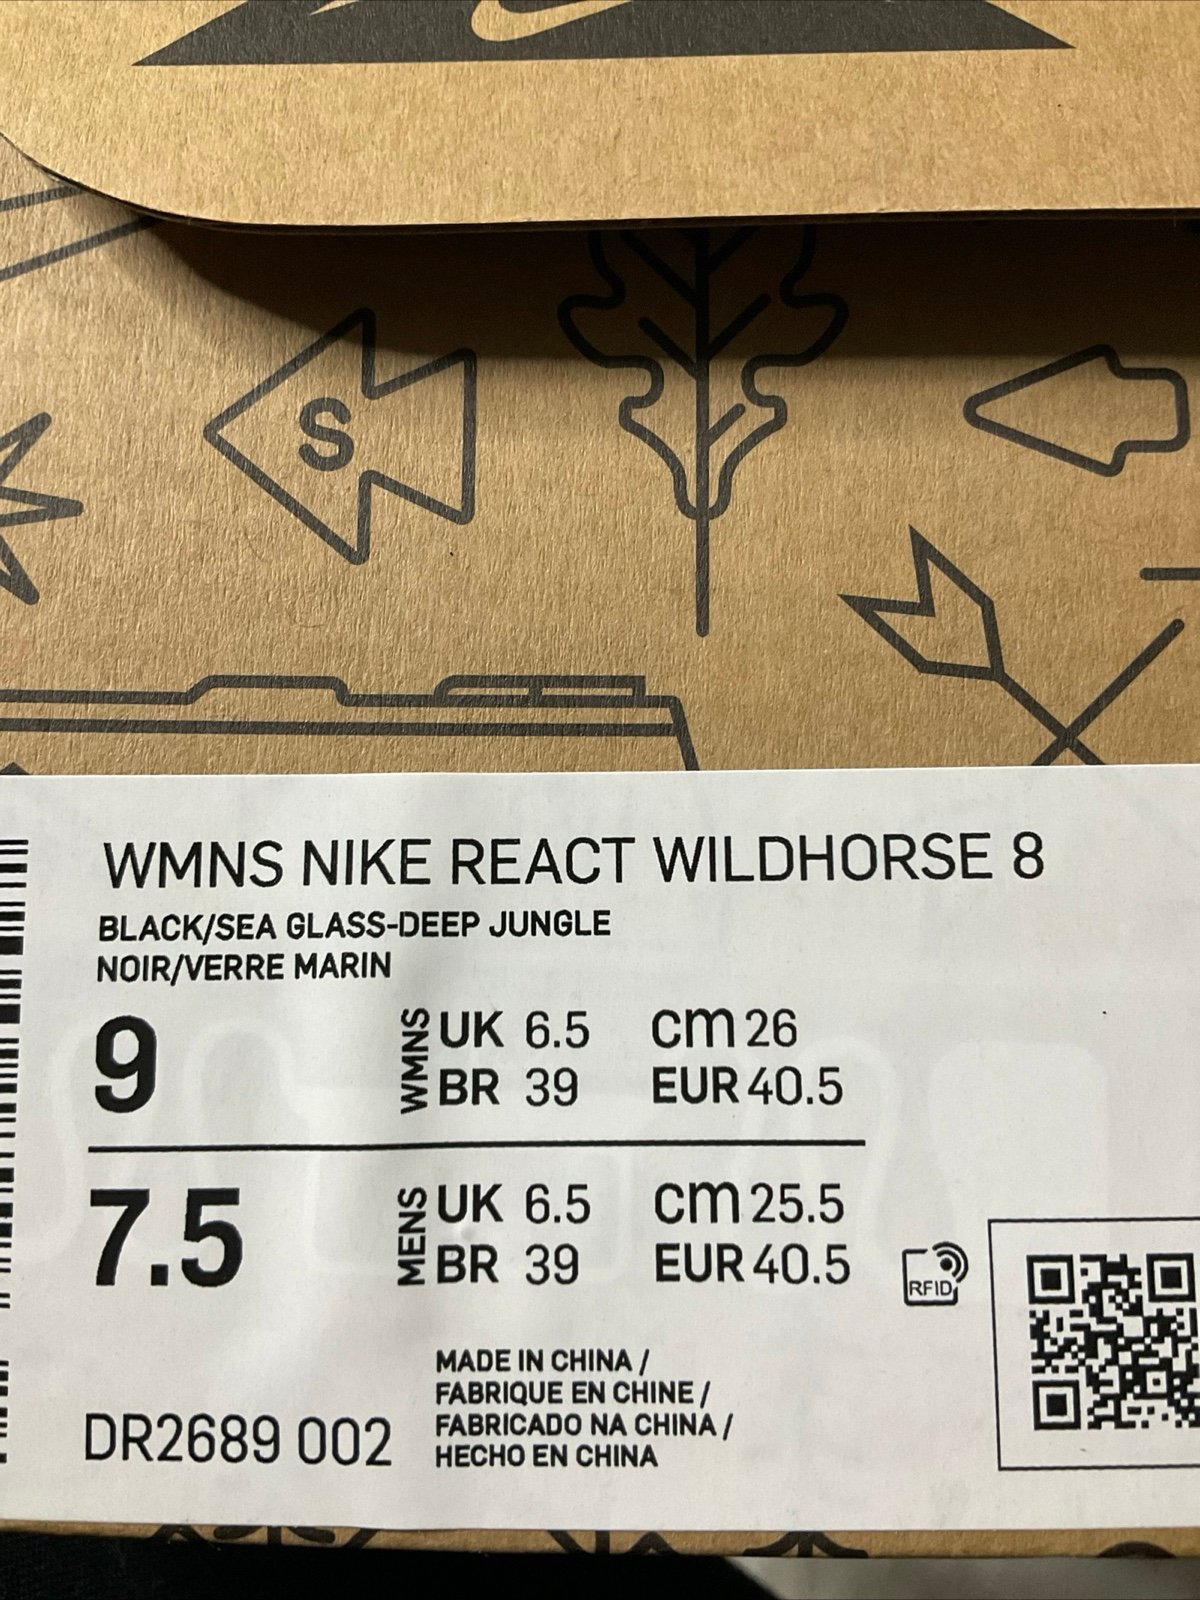 S
WMNS NIKE REACT WILDHORSE 8
BLACK/SEA GLASS-DEEP JUNGLE
NOIR/VERRE MARIN
9 WMNS UK 6.5 cm 26
BR 39 EUR 40.5
7.5 MENS UK 6.5 cm 25.5
BR 39 EUR 40.5
RFID
MADE IN CHINA /
FABRIQUE EN CHINE /
FABRICADO NA CHINA /
HECHO EN CHINA
DR2689 002